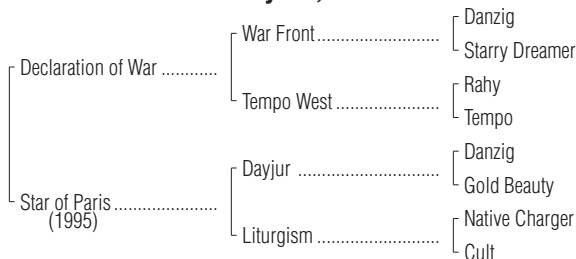 Danzig
War Front
Starry Dreamer
Declaration of War
Rahy
Tempo West
Tempo
Danzig
Dayjur
Gold Beauty
Star of Paris
(1995)
Native Charger
Liturgism
Cult